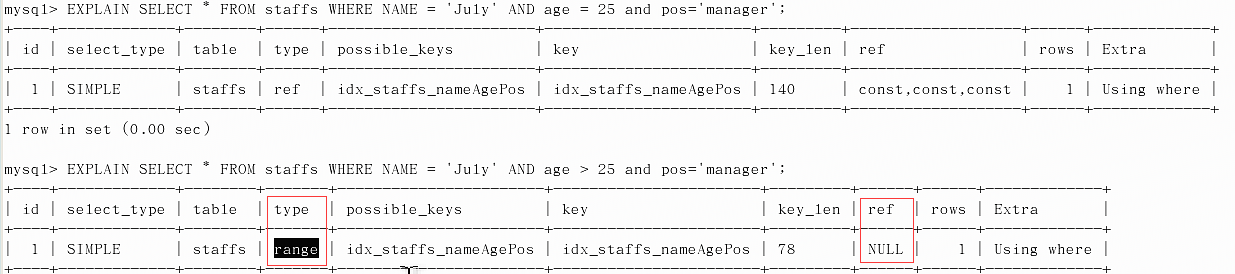 mysql> EXPLAIN SELECT * FROM staffs WHERE NAME = 'July' AND age = 25 and pos='manager';
+----+-------------+--------+------+-----------------------+-----------------------+---------+-------------------+------+-------------+
| id | select_type | table | type | possible_keys | key | key_len | ref | rows | Extra |
+----+-------------+--------+------+-----------------------+-----------------------+---------+-------------------+------+-------------+
| 1 | SIMPLE | staffs | ref | idx_staffs_nameAgePos | idx_staffs_nameAgePos | 140 | const,const,const | 1 | Using where |
+----+-------------+--------+------+-----------------------+-----------------------+---------+-------------------+------+-------------+
1 row in set (0.00 sec)
mysql> EXPLAIN SELECT * FROM staffs WHERE NAME = 'July' AND age > 25 and pos='manager';
+----+-------------+--------+-------+-----------------------+-----------------------+---------+------+------+-------------+
| id | select_type | table | type | possible_keys | key | key_len | ref | rows | Extra |
+----+-------------+--------+-------+-----------------------+-----------------------+---------+------+------+-------------+
| 1 | SIMPLE | staffs | range | idx_staffs_nameAgePos | idx_staffs_nameAgePos | 78 | NULL | 1 | Using where |
+----+-------------+--------+-------+-----------------------+-----------------------+---------+------+------+-------------+